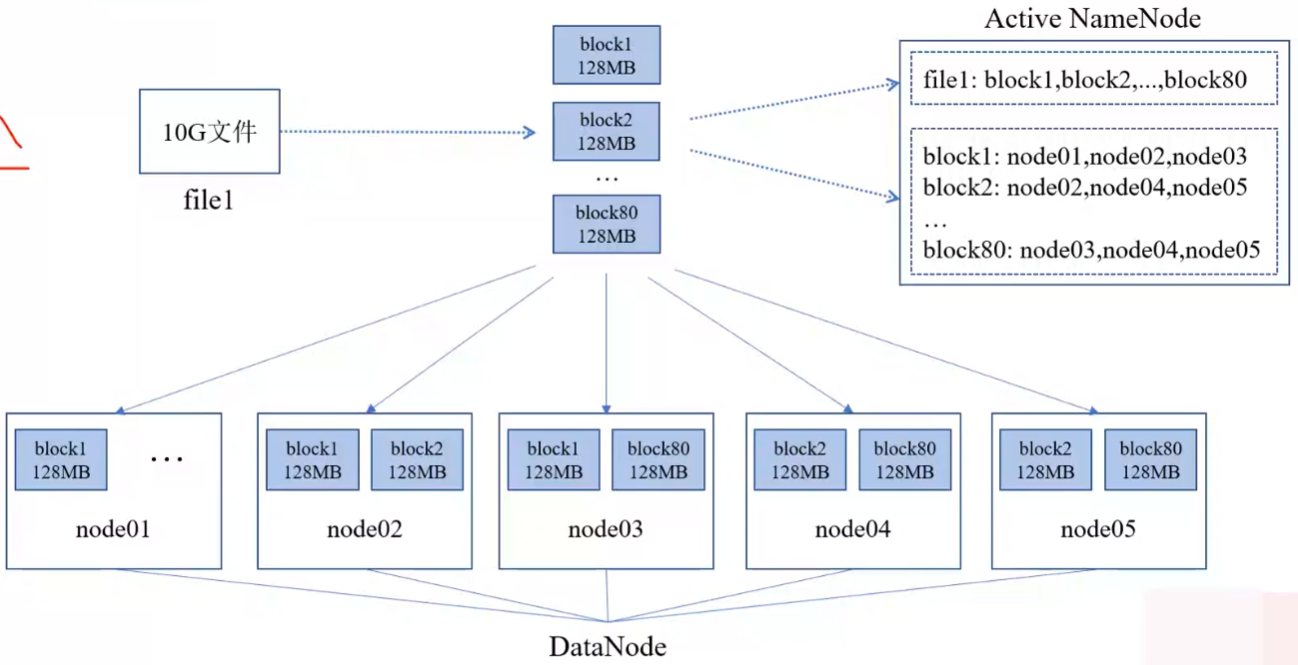 Active NameNode
block1
128MB
file1: block1,block2,...,block80
10G文件
block2
128MB
...
block1: node01,node02,node03
block2: node02,node04,node05
...
block80: node03,node04,node05
file1
block80
128MB
block1
128MB
...
node01
block1
128MB
block2
128MB
node02
block1
128MB
block80
128MB
node03
block2
128MB
block80
128MB
node04
block2
128MB
block80
128MB
node05
DataNode